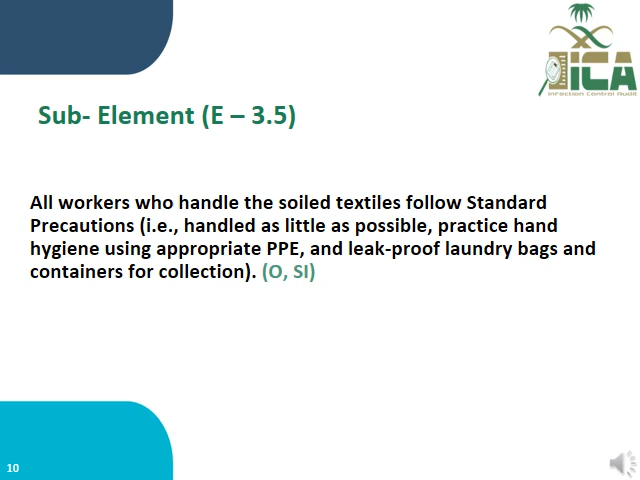 iCA
Infection Control Audit
Sub- Element (E – 3.5)
All workers who handle the soiled textiles follow Standard
Precautions (i.e., handled as little as possible, practice hand
hygiene using appropriate PPE, and leak-proof laundry bags and
containers for collection). (O, SI)
10